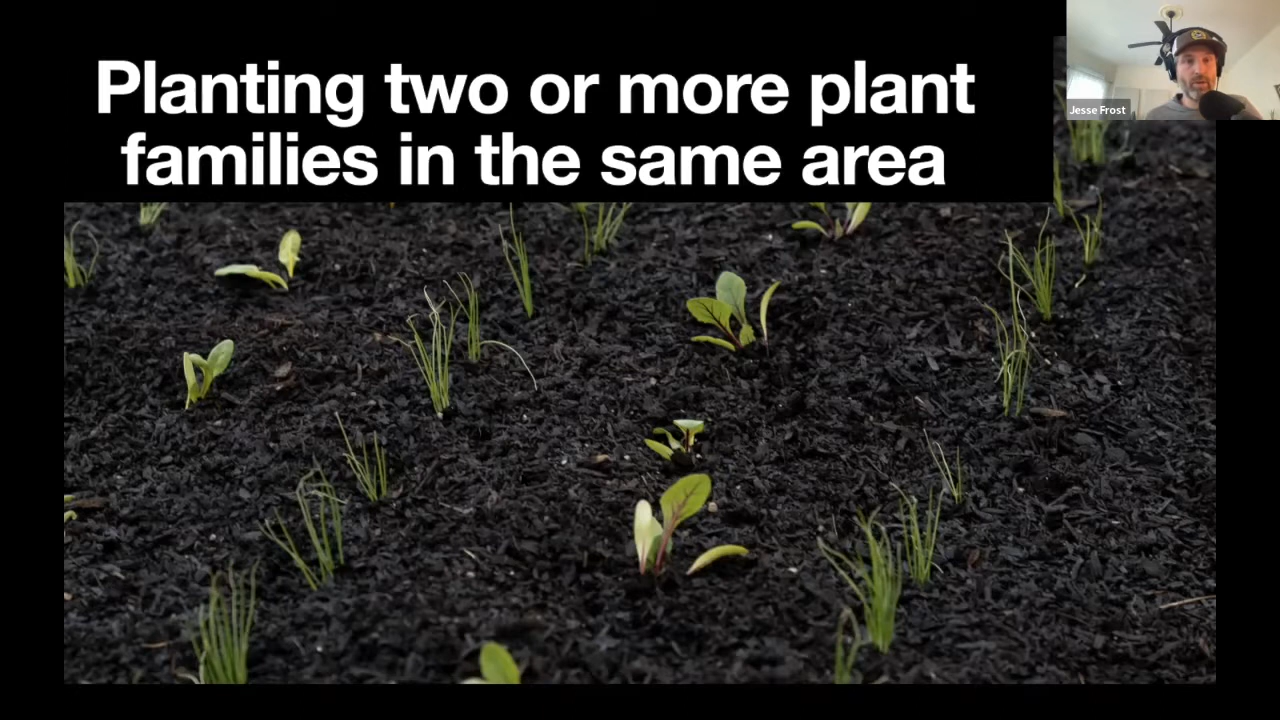 Planting two or more plant
families in the same area
Jesse Frost